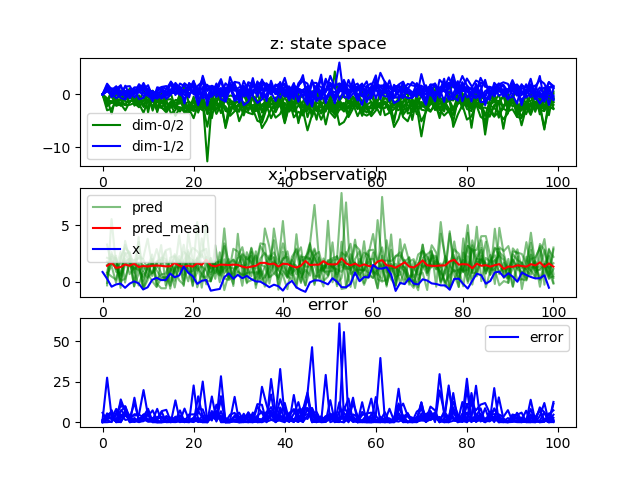 z: state space
0
−10
dim-0/2
dim-1/2
0 20 40 60 80 100
x: observation
5
0
pred
pred_mean
x
0 20 40 60 80 100
error
50
25
0
error
0 20 40 60 80 100